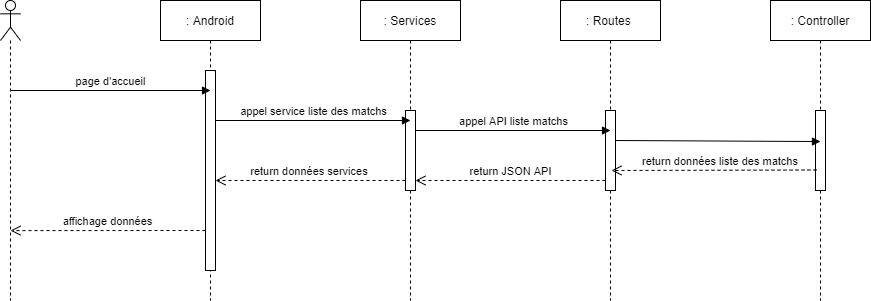 : Android
: Services
: Routes
: Controller
page d'accueil
appel service liste des matchs
appel API liste matchs
return données liste des matchs
return JSON API
return données services
affichage données